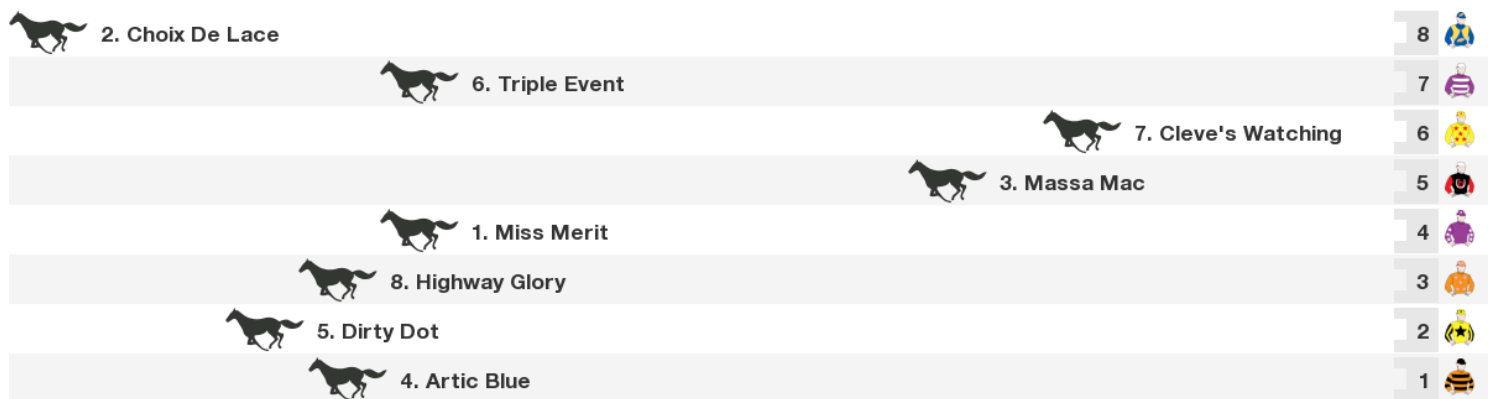 2. Choix De Lace 8
6. Triple Event 7
7. Cleve's Watching 6
3. Massa Mac 5
1. Miss Merit 4
8. Highway Glory 3
5. Dirty Dot 2
4. Artic Blue 1